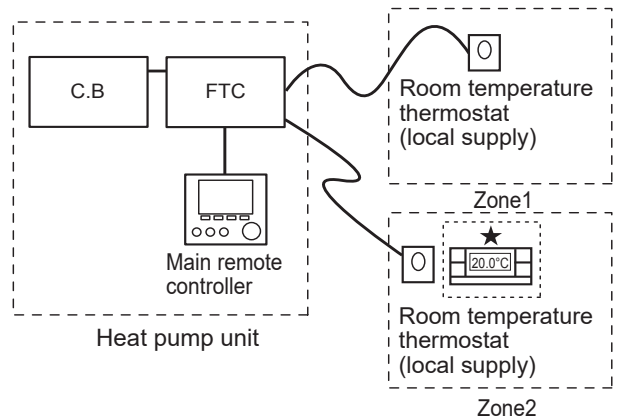 C.B
FTC
Main remote
controller
Heat pump unit
Room temperature
thermostat
(local supply)
Zone1
20.0°C
Room temperature
thermostat
(local supply)
Zone2